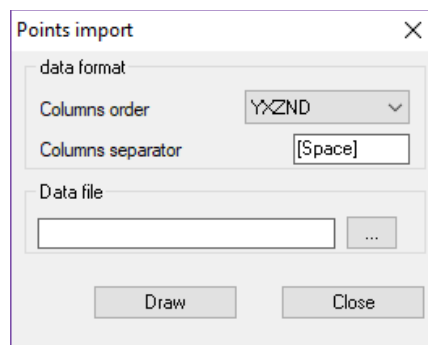 Points import
data format
Columns order YXZND
Columns separator [Space]
Data file
...
Draw Close